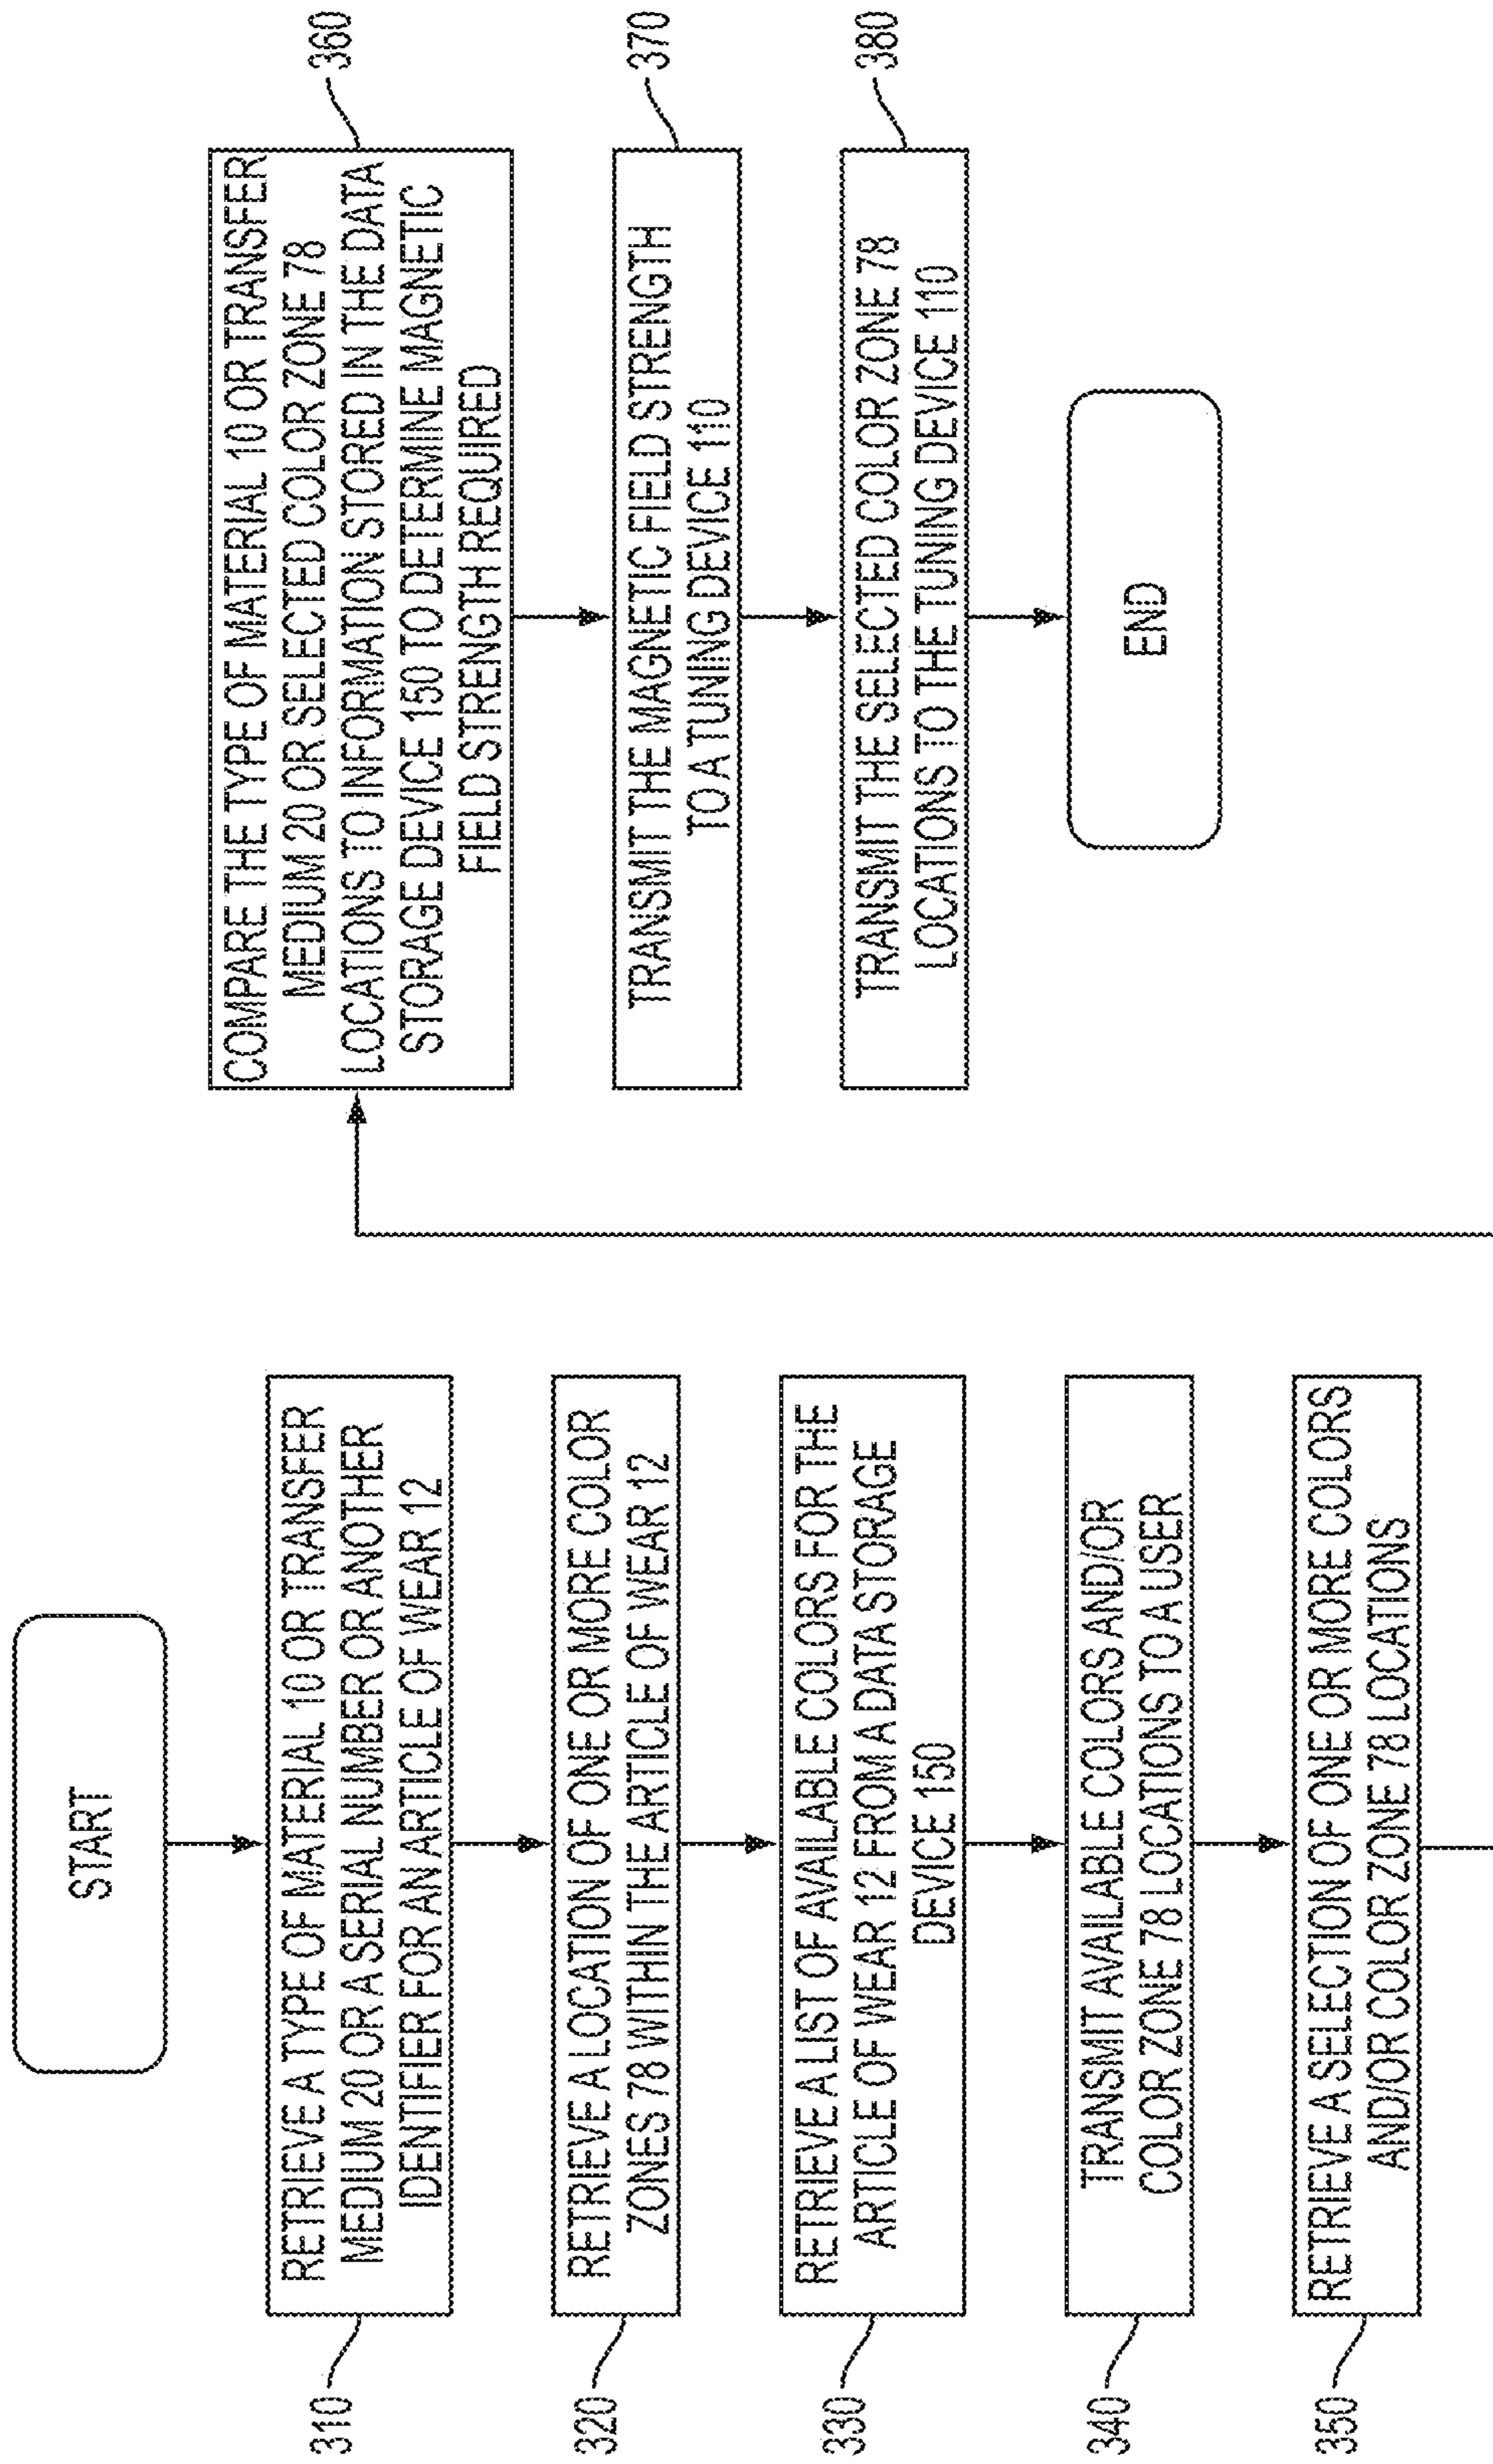 START
310
RETRIEVE A TYPE OF MATERIAL 10 OR TRANSFER
MEDIUM 20 OR A SERIAL NUMBER OR ANOTHER
IDENTIFIER FOR AN ARTICLE OF WEAR 12
320
RETRIEVE A LOCATION OF ONE OR MORE COLOR
ZONES 78 WITHIN THE ARTICLE OF WEAR 12
330
RETRIEVE A LIST OF AVAILABLE COLORS FOR THE
ARTICLE OF WEAR 12 FROM A DATA STORAGE
DEVICE 150
340
TRANSMIT AVAILABLE COLORS AND/OR
COLOR ZONE 78 LOCATIONS TO A USER
350
RETRIEVE A SELECTION OF ONE OR MORE COLORS
AND/OR COLOR ZONE 78 LOCATIONS
COMPARE THE TYPE OF MATERIAL 10 OR TRANSFER
MEDIUM 20 OR SELECTED COLOR ZONE 78
LOCATIONS TO INFORMATION STORED IN THE DATA
STORAGE DEVICE 150 TO DETERMINE MAGNETIC
FIELD STRENGTH REQUIRED
360
TRANSMIT THE MAGNETIC FIELD STRENGTH
TO A TUNING DEVICE 110
370
TRANSMIT THE SELECTED COLOR ZONE 78
LOCATIONS TO THE TUNING DEVICE 110
380
END